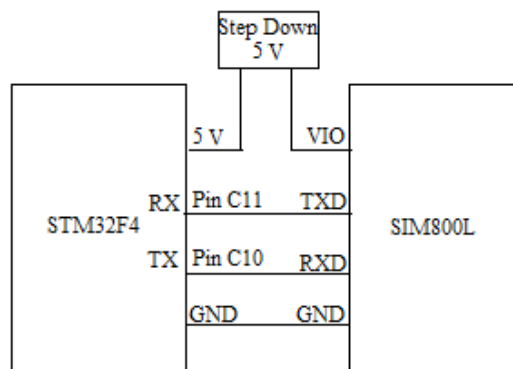 Step Down
5 V
5 V VIO
RX Pin C11 TXD
STM32F4 SIM800L
TX Pin C10 RXD
GND GND